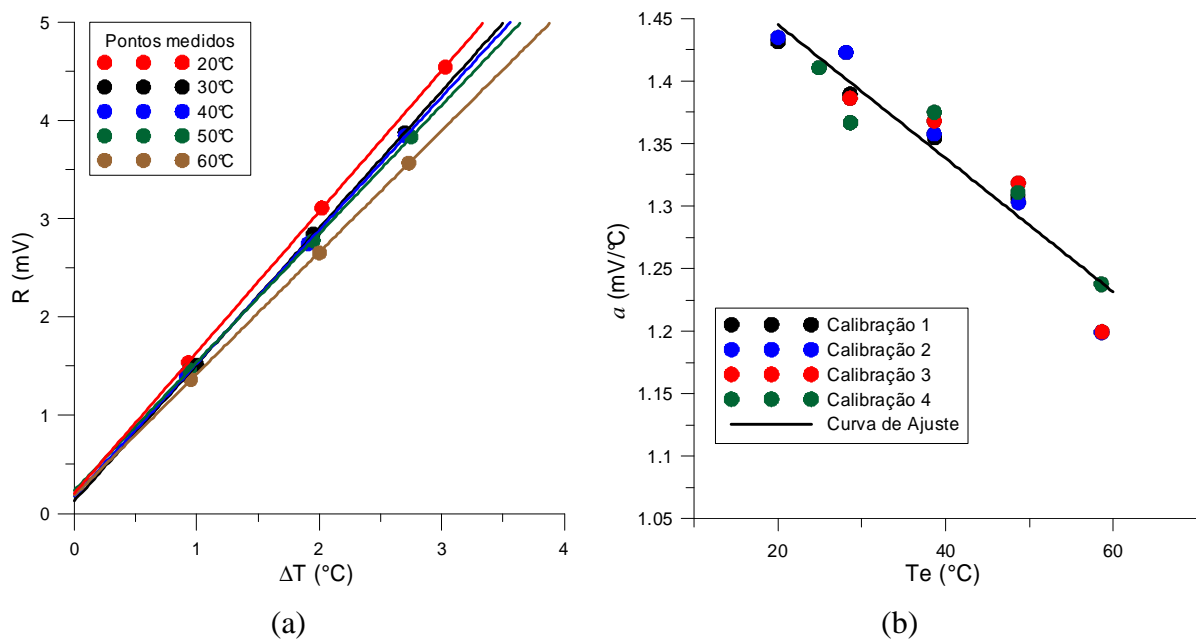 5
4
3
2
1
0
R (mV)
Pontos medidos
20°C
30°C
40°C
50°C
60°C
0 1 2 3 4
ΔT (°C)
(a)
1.45
1.4
1.35
1.3
1.25
1.2
1.15
1.1
1.05
a (mV/°C)
Calibração 1
Calibração 2
Calibração 3
Calibração 4
Curva de Ajuste
20 40 60
Te (°C)
(b)